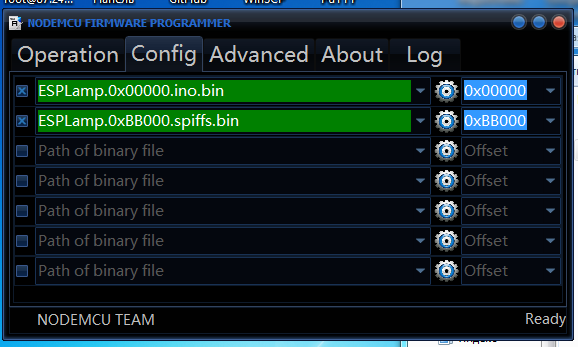 NODEMCU FIRMWARE PROGRAMMER
Operation Config Advanced About Log
ESPLamp.0x00000.ino.bin 0x00000
ESPLamp.0xBB000.spiffs.bin 0xBB000
Path of binary file Offset
Path of binary file Offset
Path of binary file Offset
Path of binary file Offset
Path of binary file Offset
NODEMCU TEAM Ready